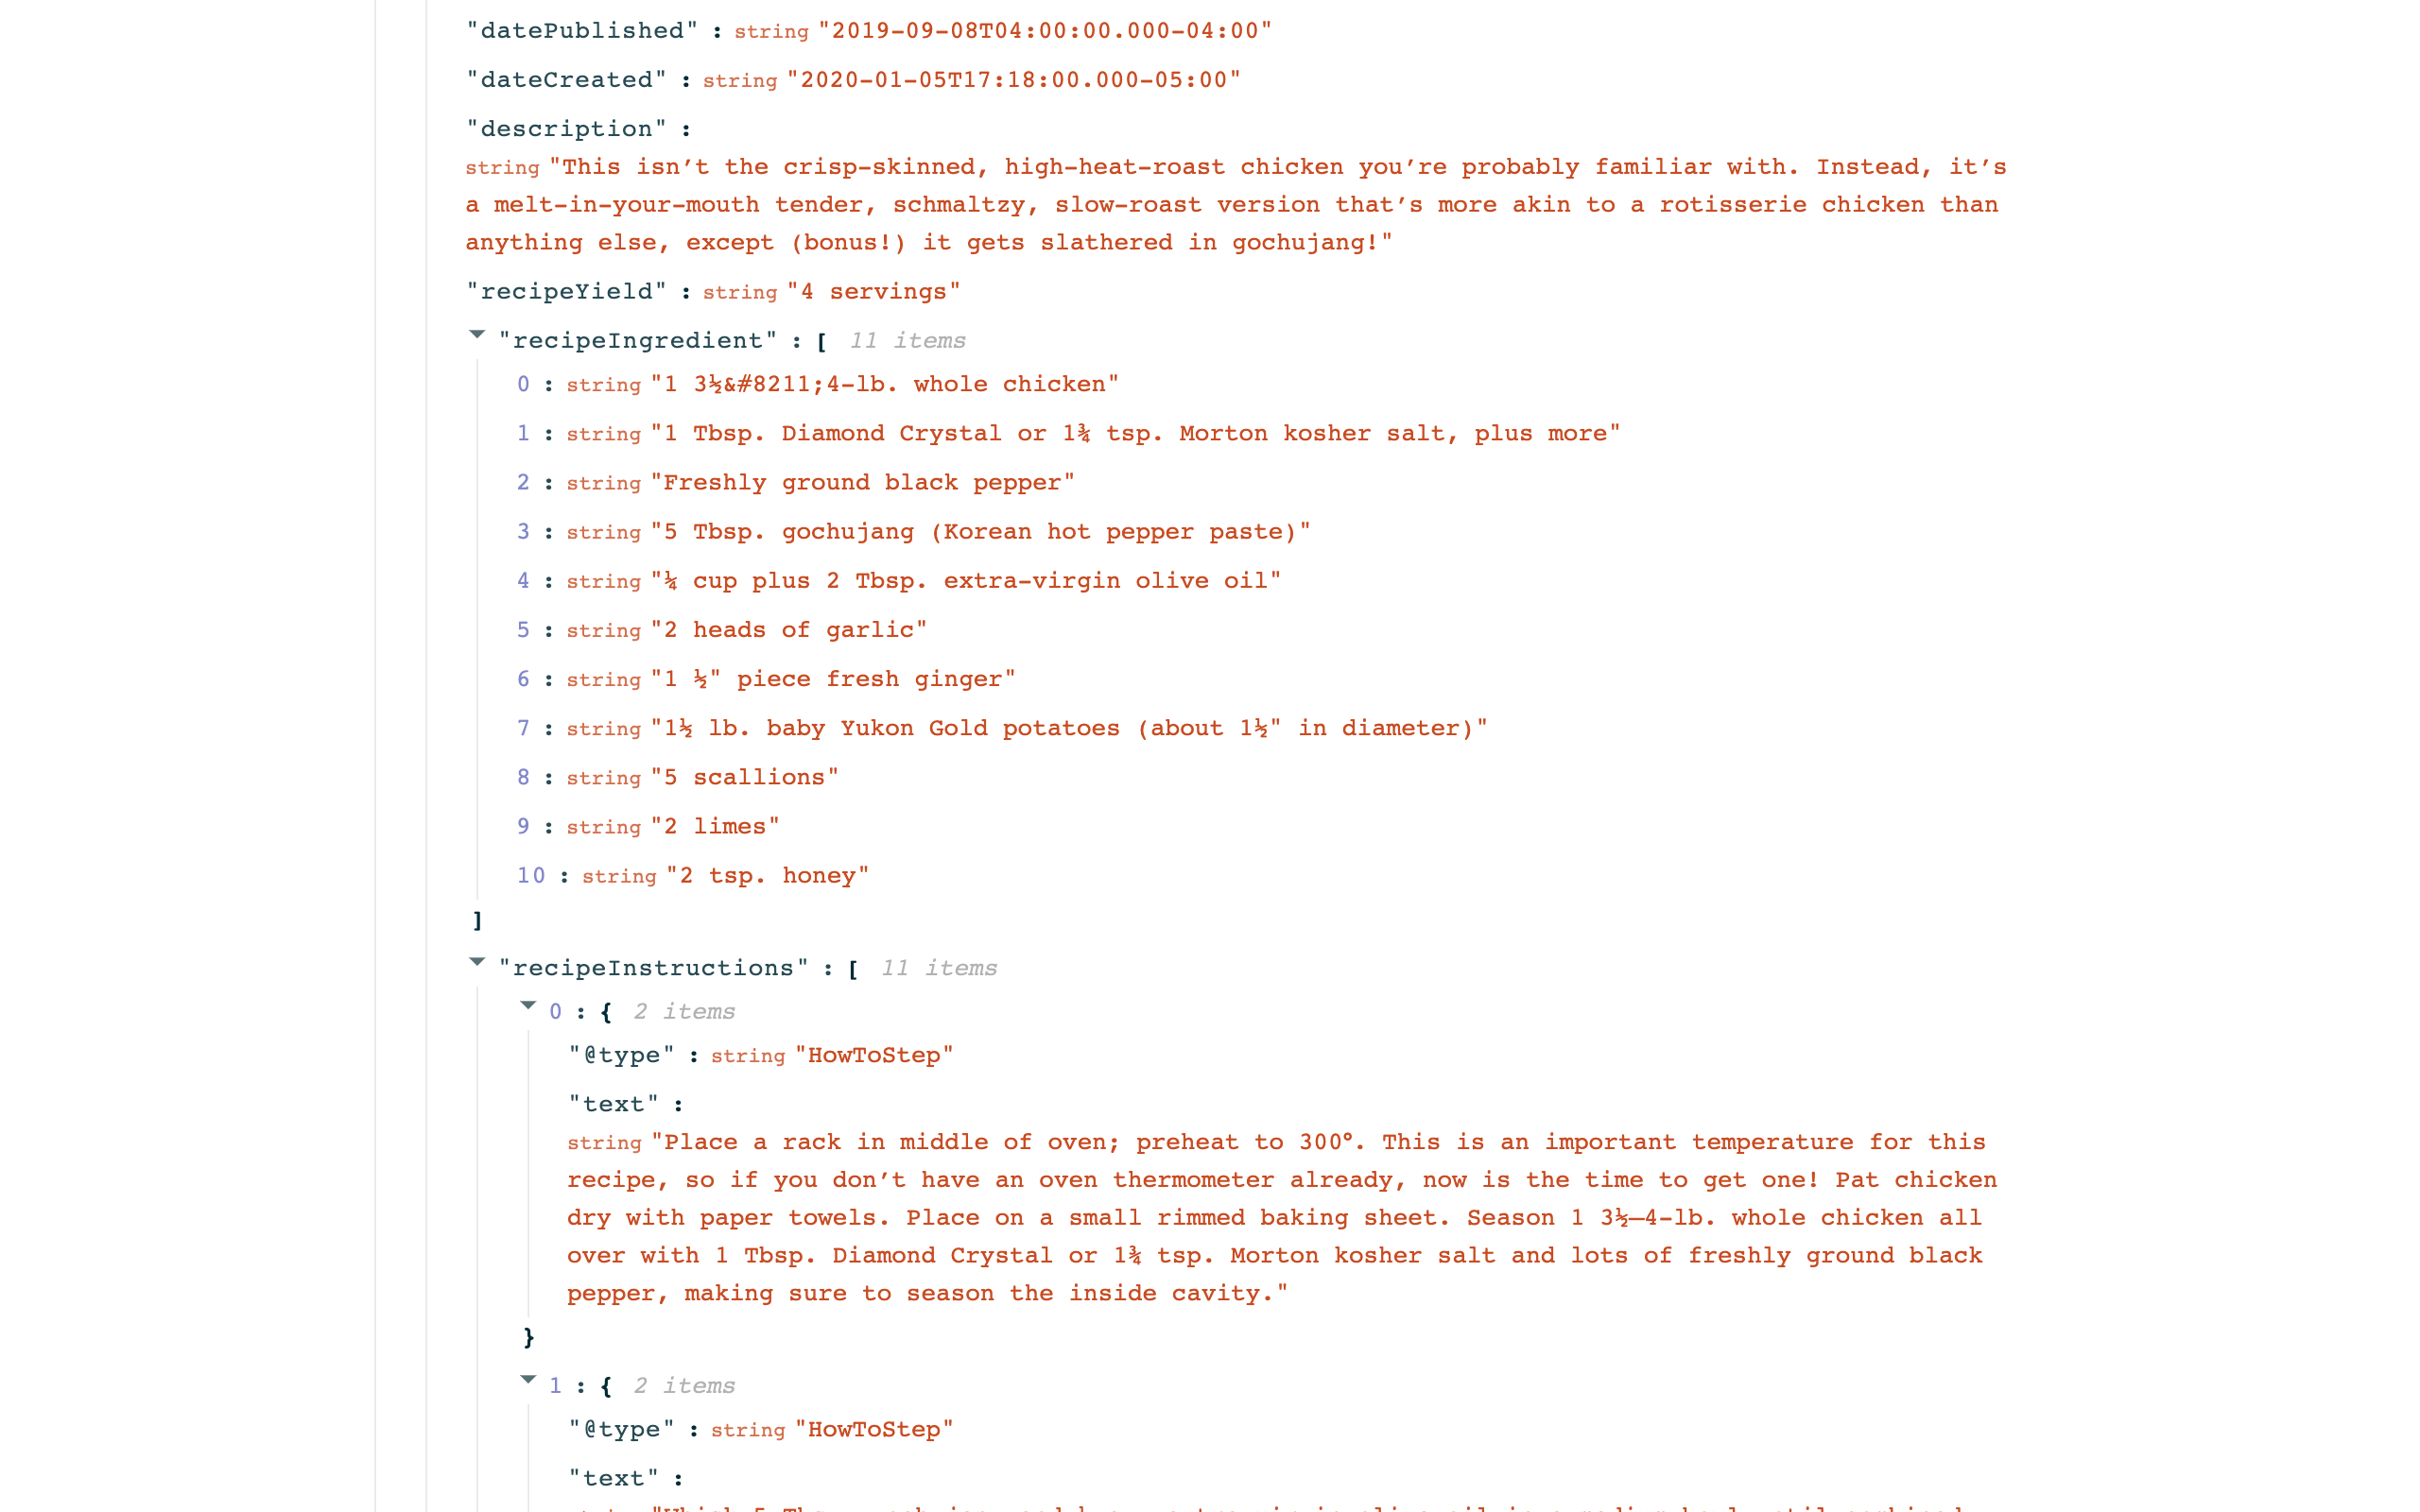 "datePublished" : string "2019-09-08T04:00:00.000-04:00"
"dateCreated" : string "2020-01-05T17:18:00.000-05:00"
"description" :
string "This isn’t the crisp-skinned, high-heat-roast chicken you’re probably familiar with. Instead, it’s
a melt-in-your-mouth tender, schmaltzy, slow-roast version that’s more akin to a rotisserie chicken than
anything else, except (bonus!) it gets slathered in gochujang!"
"recipeYield" : string "4 servings"
"recipeIngredient" : [ 11 items
0 : string "1 3½&#8211;4-lb. whole chicken"
1 : string "1 Tbsp. Diamond Crystal or 1¾ tsp. Morton kosher salt, plus more"
2 : string "Freshly ground black pepper"
3 : string "5 Tbsp. gochujang (Korean hot pepper paste)"
4 : string "¼ cup plus 2 Tbsp. extra-virgin olive oil"
5 : string "2 heads of garlic"
6 : string "1 ½" piece fresh ginger"
7 : string "1½ lb. baby Yukon Gold potatoes (about 1½" in diameter)"
8 : string "5 scallions"
9 : string "2 limes"
10 : string "2 tsp. honey"
]
"recipeInstructions" : [ 11 items
0 : { 2 items
"@type" : string "HowToStep"
"text" :
string "Place a rack in middle of oven; preheat to 300°. This is an important temperature for this
recipe, so if you don’t have an oven thermometer already, now is the time to get one! Pat chicken
dry with paper towels. Place on a small rimmed baking sheet. Season 1 3½–4-lb. whole chicken all
over with 1 Tbsp. Diamond Crystal or 1¾ tsp. Morton kosher salt and lots of freshly ground black
pepper, making sure to season the inside cavity."
}
1 : { 2 items
"@type" : string "HowToStep"
"text" :